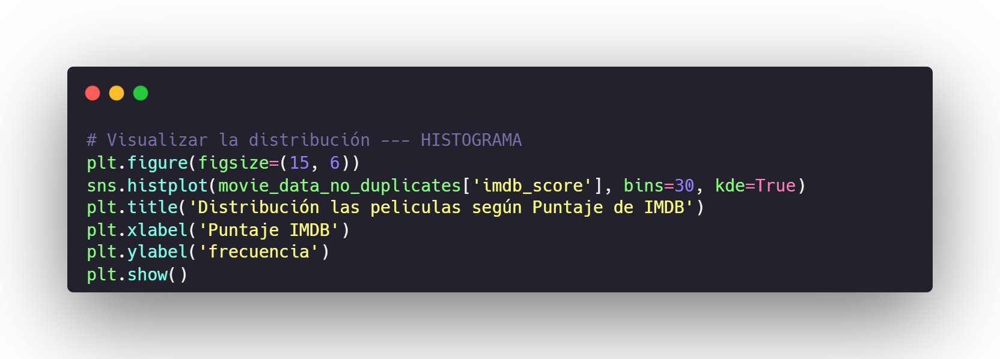 # Visualizar la distribución --- HISTOGRAMA
plt.figure(figsize=(15, 6))
sns.histplot(movie_data_no_duplicates['imdb_score'], bins=30, kde=True)
plt.title('Distribución las peliculas según Puntaje de IMDB')
plt.xlabel('Puntaje IMDB')
plt.ylabel('frecuencia')
plt.show()